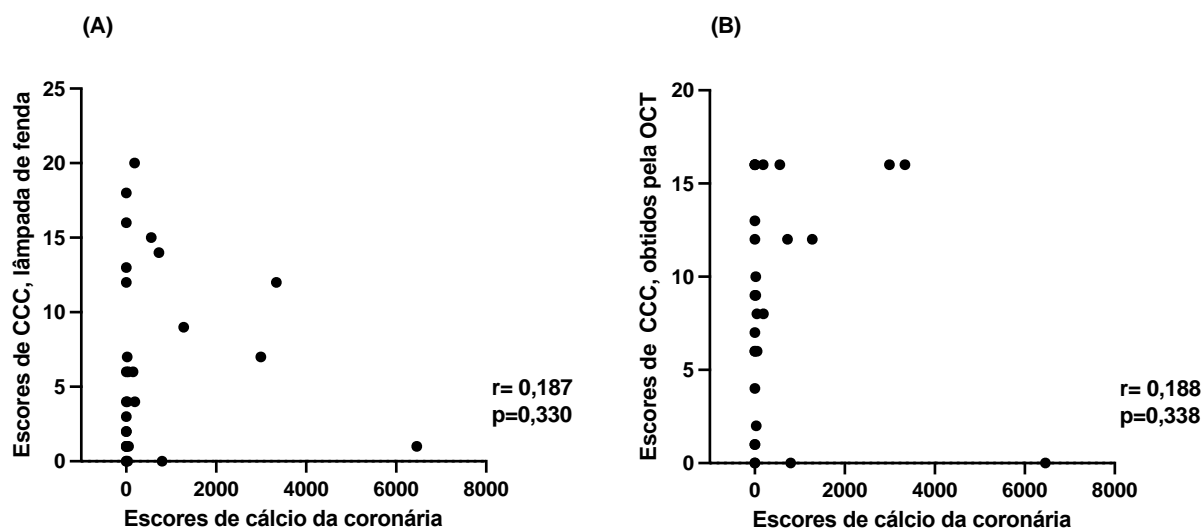 (A)
Escores de CCC, lâmpada de fenda
25
20
15
10
5
0
0 2000 4000 6000 8000
Escores de cálcio da coronária
r= 0,187
p=0,330
(B)
Escores de CCC, obtidos pela OCT
20
15
10
5
0
0 2000 4000 6000 8000
Escores de cálcio da coronária
r= 0,188
p=0,338